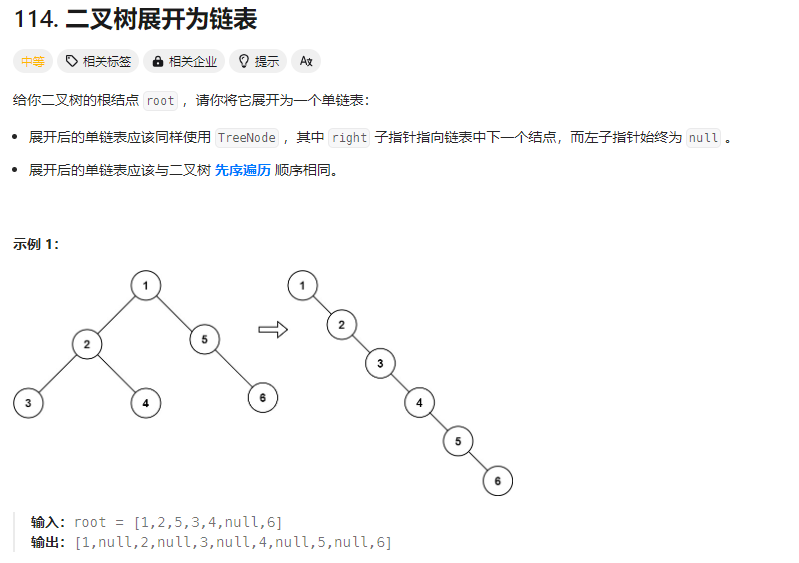 114. 二叉树展开为链表
中等 相关标签 相关企业 提示 Ax
给你二叉树的根结点 root ，请你将它展开为一个单链表：
展开后的单链表应该同样使用 TreeNode ，其中 right 子指针指向链表中下一个结点，而左子指针始终为 null 。
展开后的单链表应该与二叉树 先序遍历 顺序相同。
示例 1：
1 1
2 5 2
3 4 6 3
4
5
6
输入：root = [1,2,5,3,4,null,6]
输出：[1,null,2,null,3,null,4,null,5,null,6]